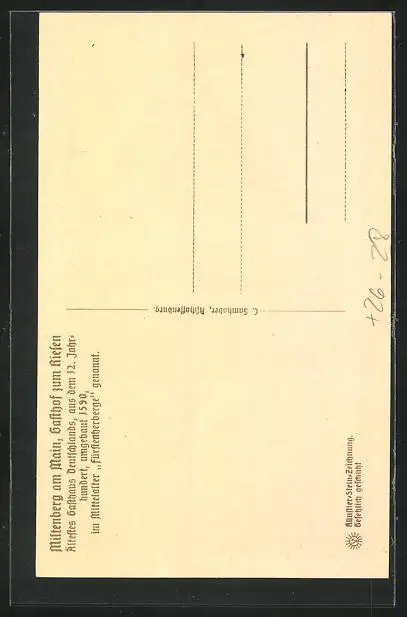 Miltenberg am Main, Gasthof zum Riesen
Ältestes Gasthaus Deutschlands, aus dem 12. Jahr-
hundert, umgebaut 1590,
im Mittelalter „Fürstenherberge" genannt.
C. Samhaber, Aschaffenburg.
Künstler-Stein-Zeichnung.
Gesetzlich geschützt
+26-28